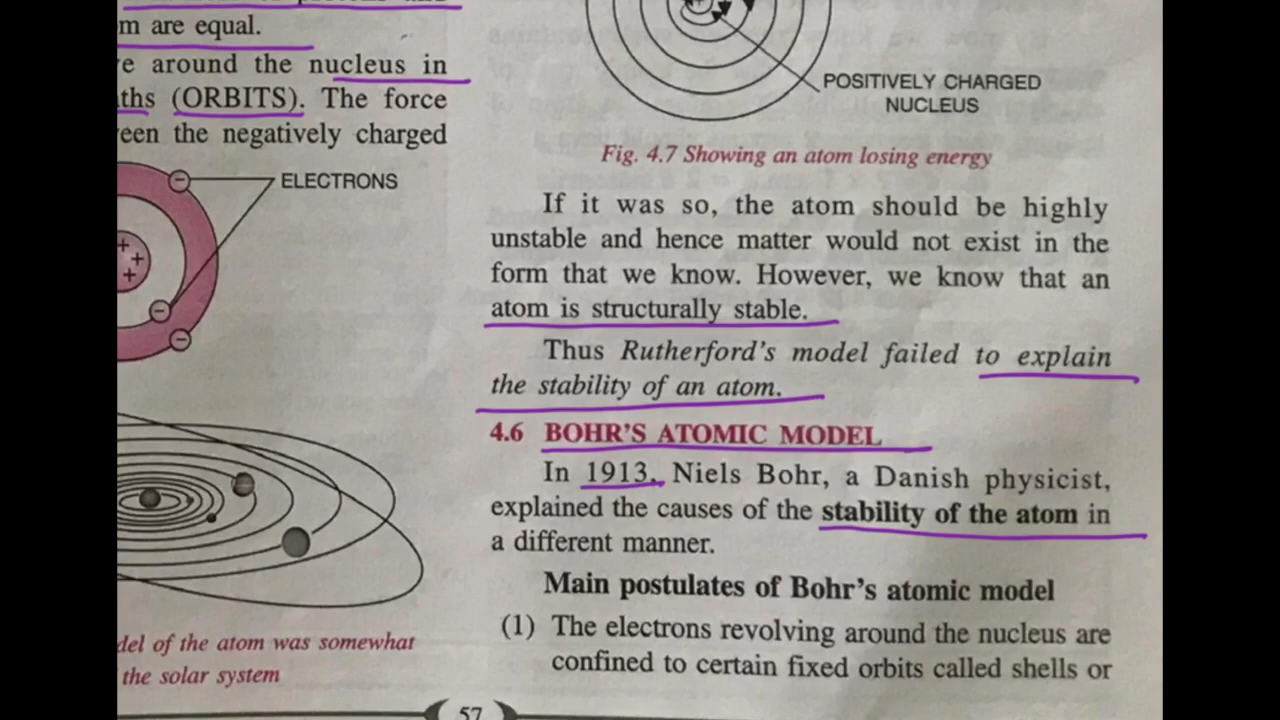 m are equal.
e around the nucleus in
ths (ORBITS). The force
een the negatively charged
ELECTRONS
del of the atom was somewhat
the solar system
POSITIVELY CHARGED
NUCLEUS
Fig. 4.7 Showing an atom losing energy
If it was so, the atom should be highly
unstable and hence matter would not exist in the
form that we know. However, we know that an
atom is structurally stable.
Thus Rutherford's model failed to explain
the stability of an atom.
4.6 BOHR'S ATOMIC MODEL
In 1913, Niels Bohr, a Danish physicist,
explained the causes of the stability of the atom in
a different manner.
Main postulates of Bohr's atomic model
(1) The electrons revolving around the nucleus are
confined to certain fixed orbits called shells or
57